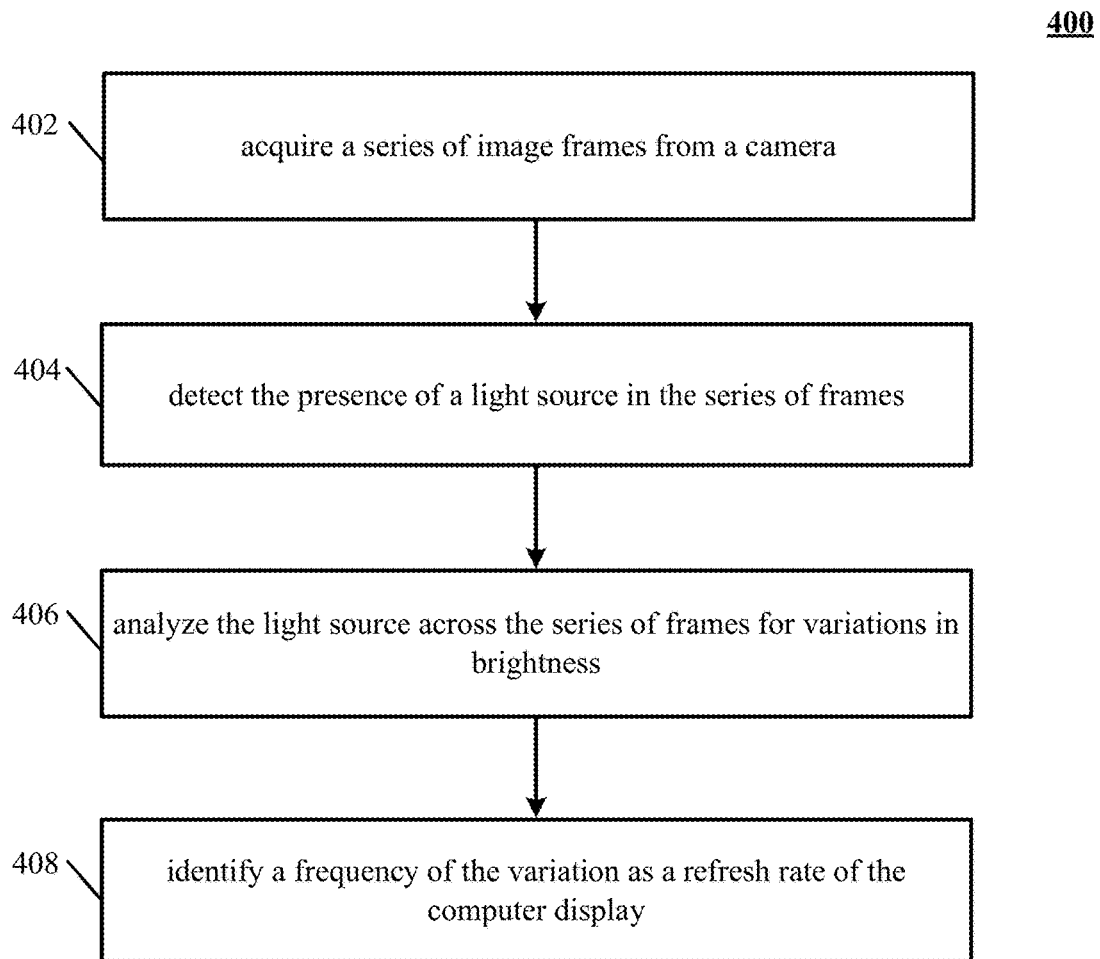 400
402
acquire a series of image frames from a camera
404
detect the presence of a light source in the series of frames
406
analyze the light source across the series of frames for variations in
brightness
408
identify a frequency of the variation as a refresh rate of the
computer display